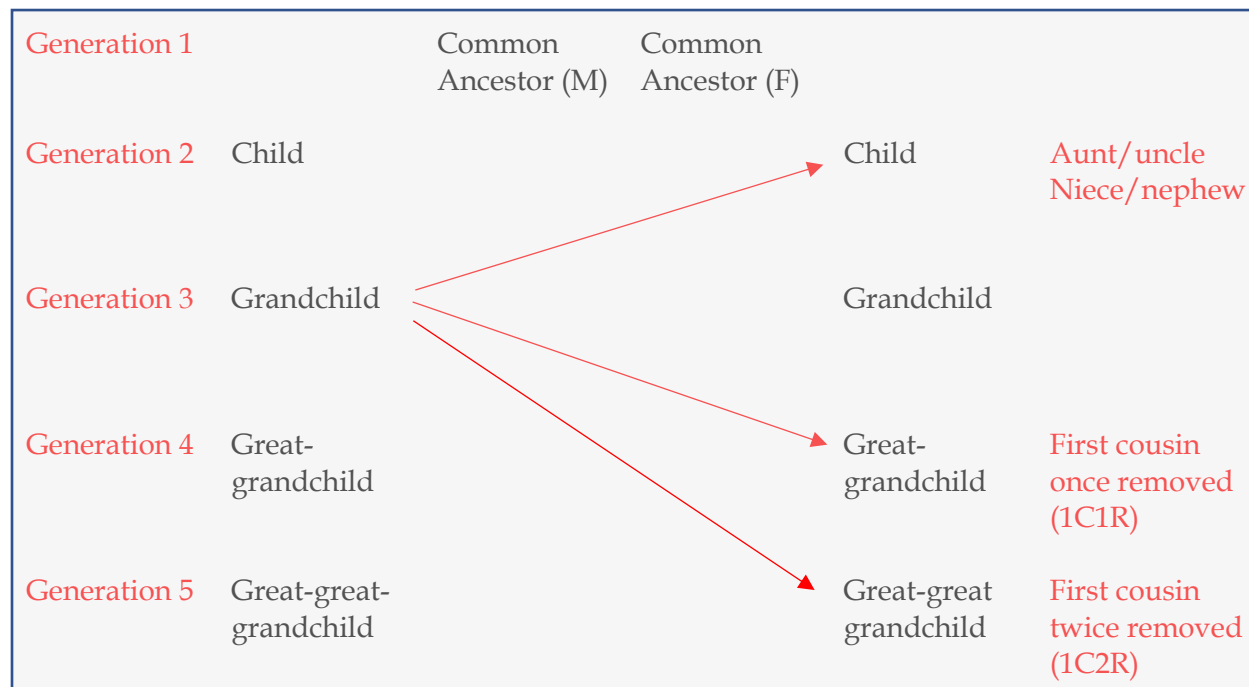 Generation 1 Common Common
Ancestor (M) Ancestor (F)
Generation 2 Child Child Aunt/uncle
Niece/nephew
Generation 3 Grandchild Grandchild
Generation 4 Great- Great- First cousin
grandchild grandchild once removed
(1C1R)
Generation 5 Great-great- Great-great First cousin
grandchild grandchild twice removed
(1C2R)